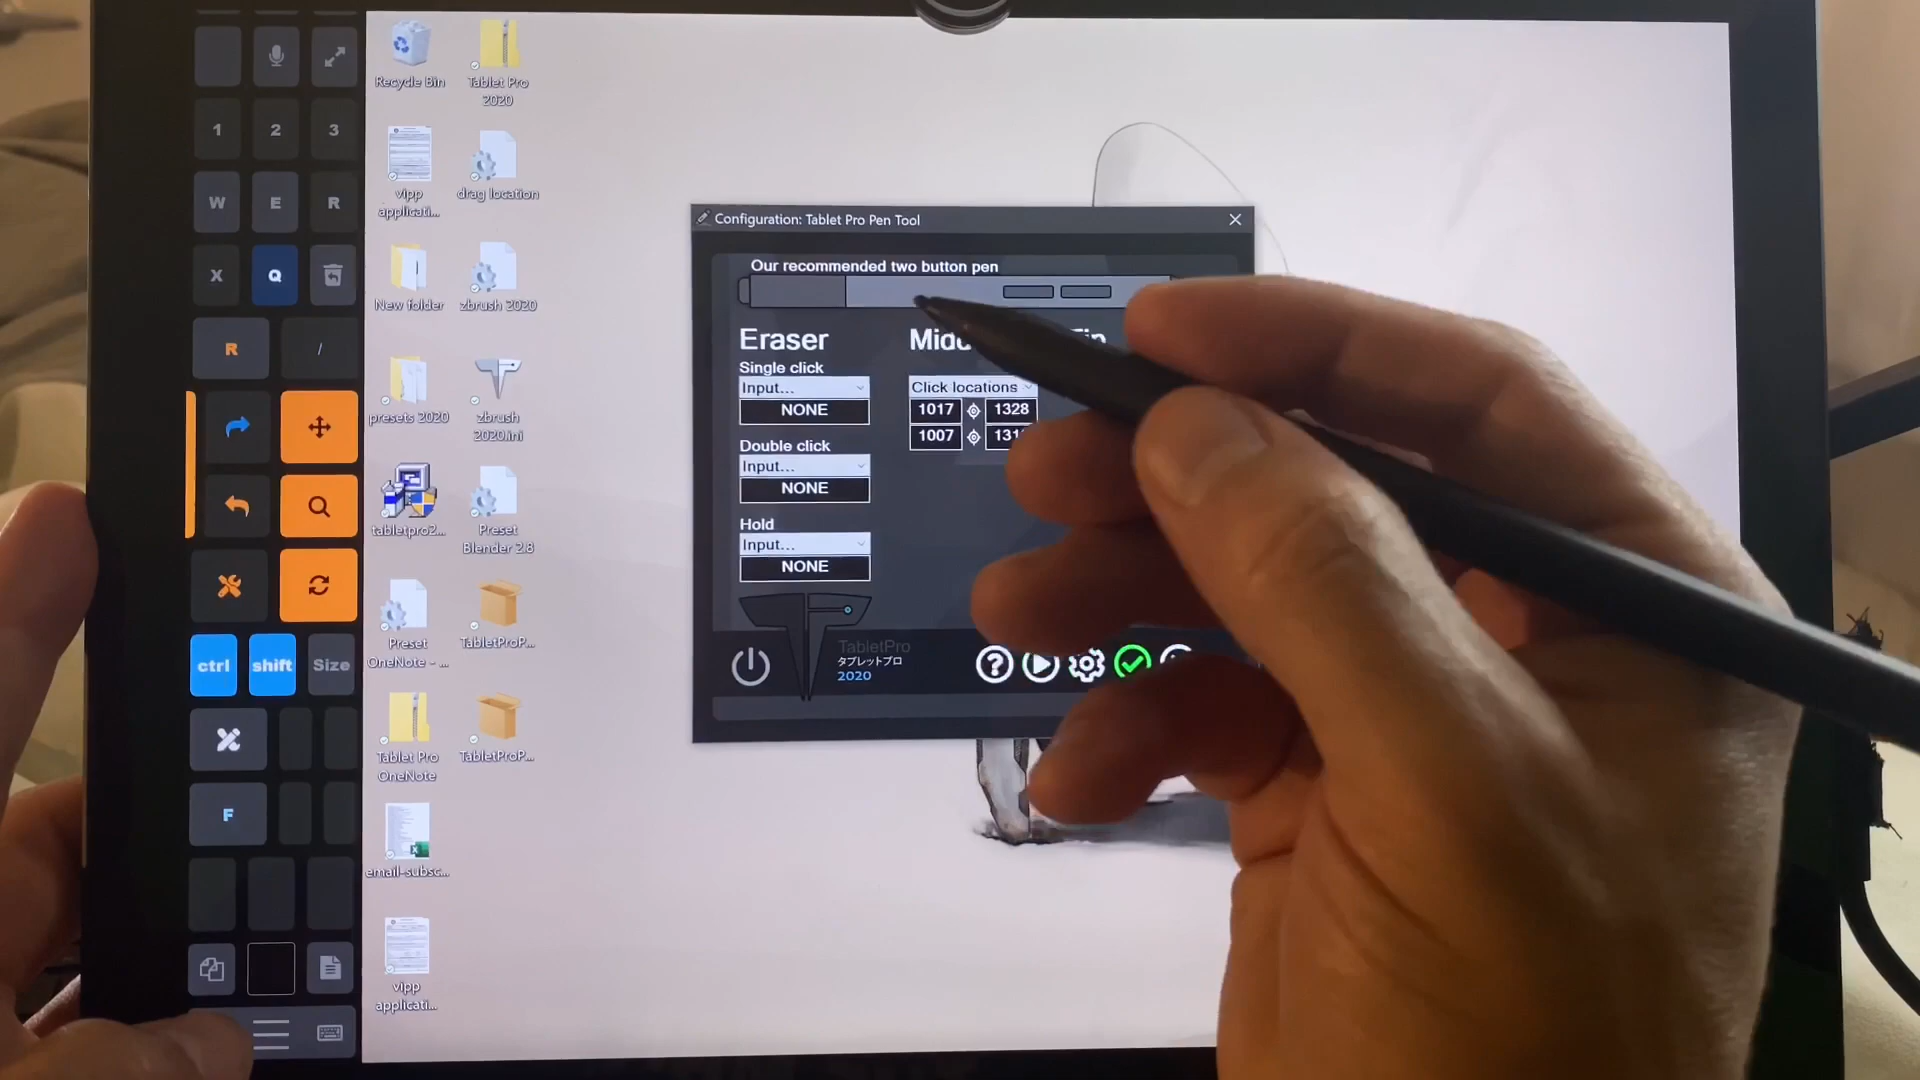 1 2 3
W E R
X Q
R /
ctrl shift Size
F
Recycle Bin
Tablet Pro
2020
vipp
applicati...
drag location
New folder
zbrush 2020
presets 2020
zbrush
2020.ini
tabletpro2...
Preset
Blender 2.8
Preset
OneNote - ...
TabletProP...
Tablet Pro
OneNote
TabletProP...
email-subsc...
vipp
applicati...
Configuration: Tablet Pro Pen Tool
Our recommended two button pen
Eraser
Single click
Input...
NONE
Double click
Input...
NONE
Hold
Input...
NONE
Click locations
1017 1328
1007
TabletPro
タブレットプロ
2020